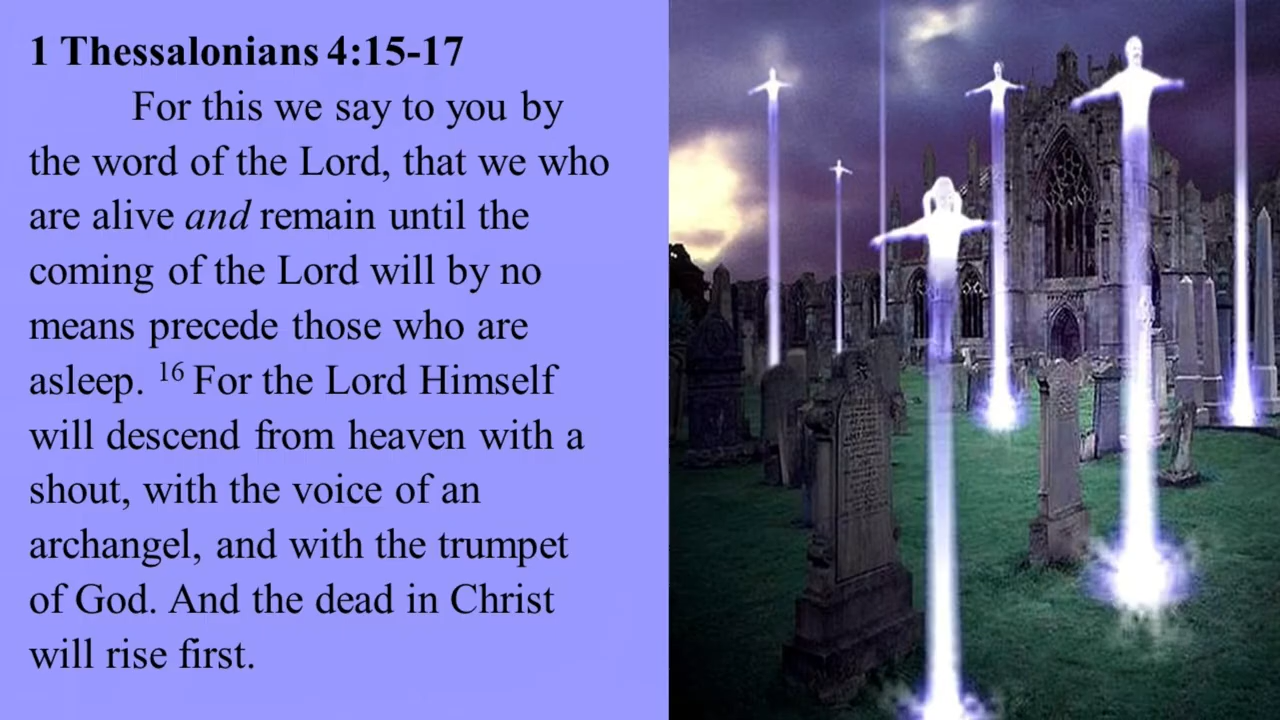 1 Thessalonians 4:15-17
For this we say to you by
the word of the Lord, that we who
are alive and remain until the
coming of the Lord will by no
means precede those who are
asleep. 16 For the Lord Himself
will descend from heaven with a
shout, with the voice of an
archangel, and with the trumpet
of God. And the dead in Christ
will rise first.